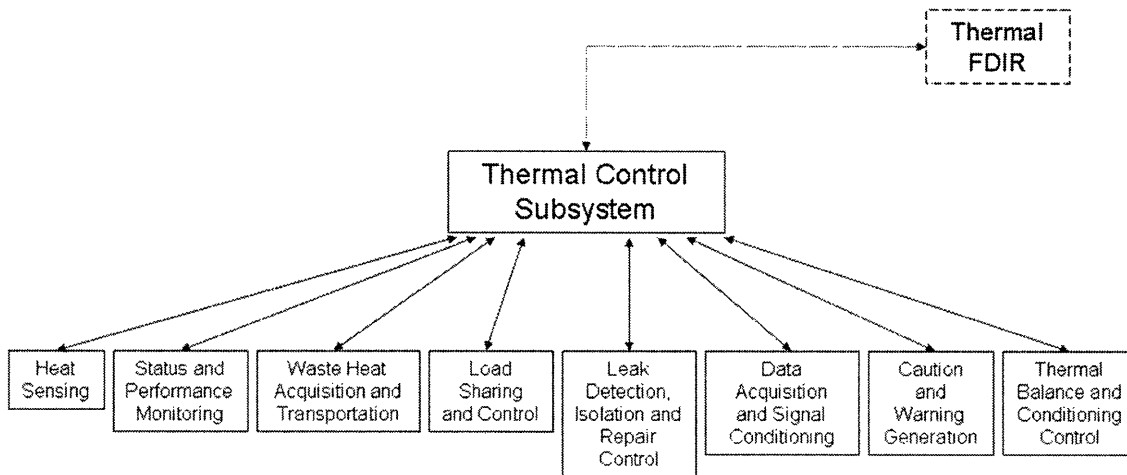 Thermal
FDIR
Thermal Control
Subsystem
Heat
Sensing
Status and
Performance
Monitoring
Waste Heat
Acquisition and
Transportation
Load
Sharing
and Control
Leak
Detection,
Isolation and
Repair
Control
Data
Acquisition
and Signal
Conditioning
Caution
and
Warning
Generation
Thermal
Balance and
Conditioning
Control